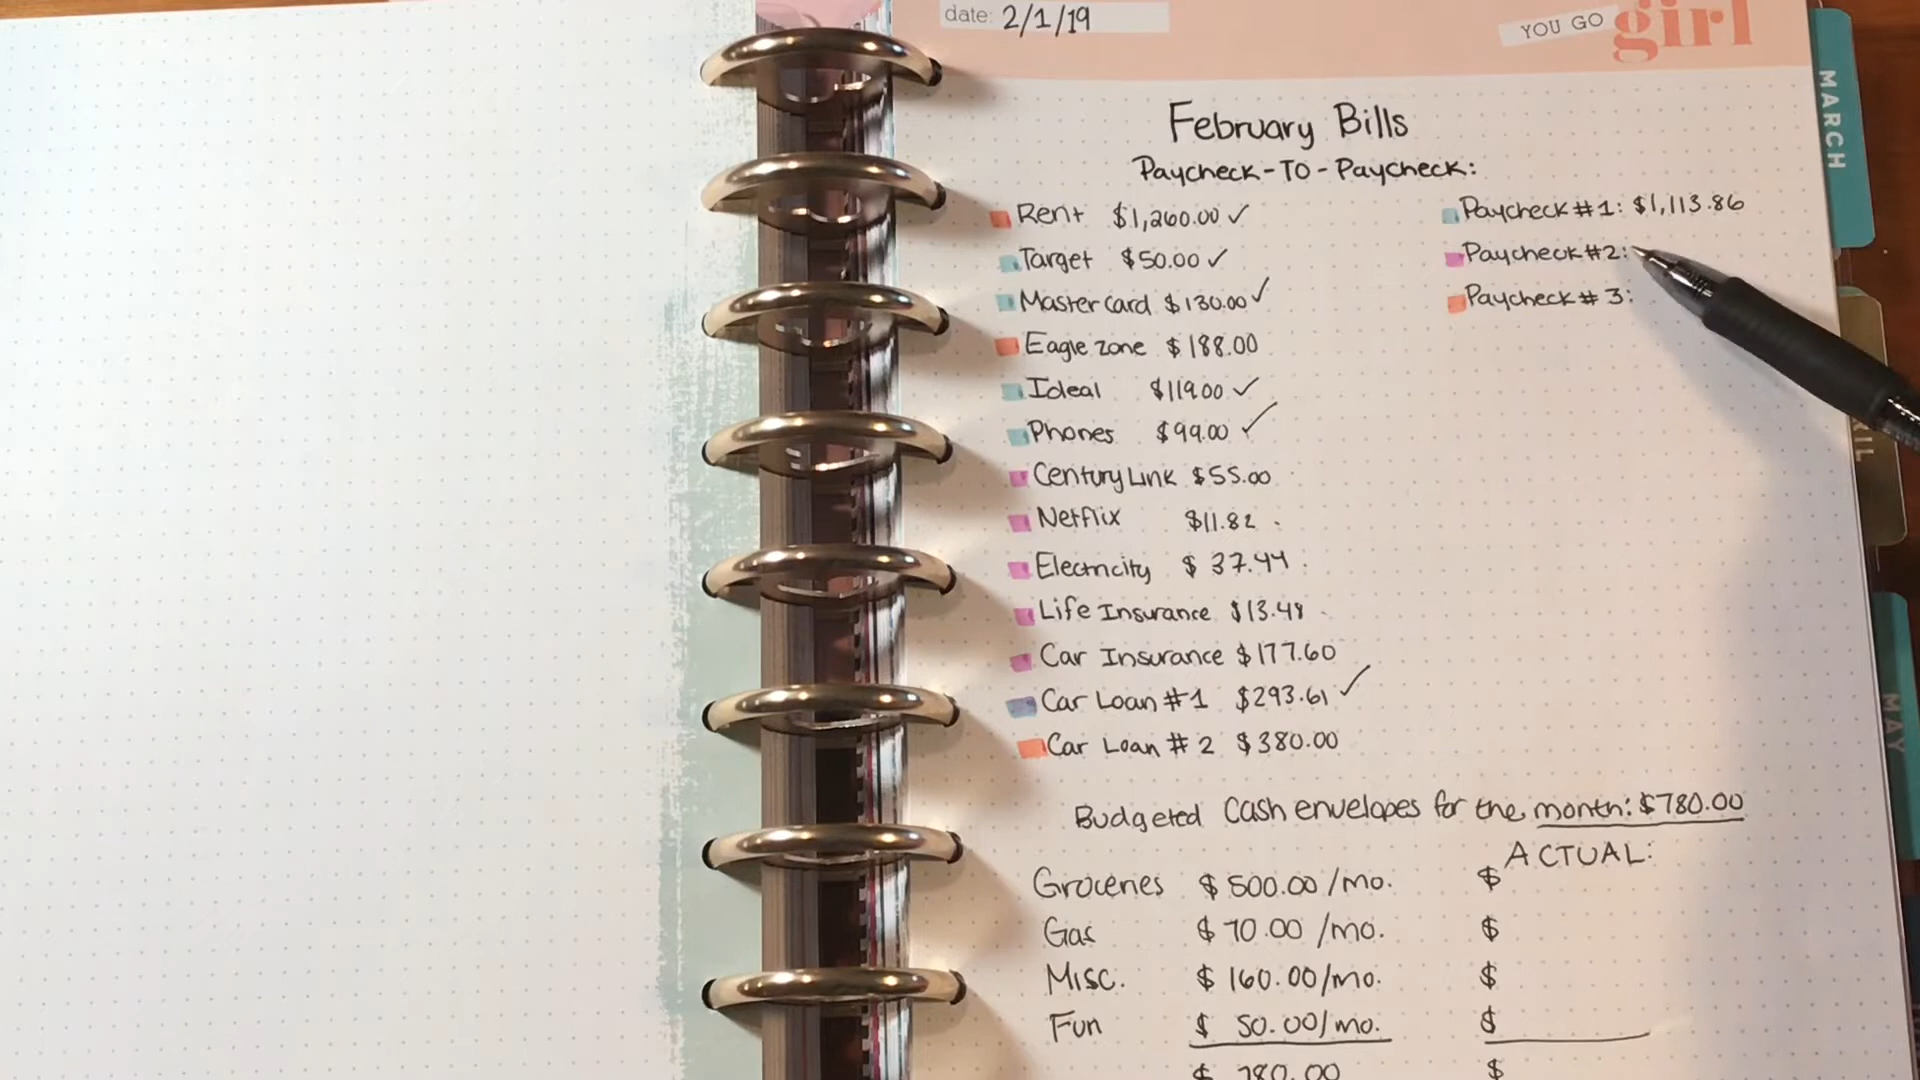 date: 2/1/19
YOU GO girl
February Bills
Paycheck-To-Paycheck:
Rent $1,260.00 ✓
Target $50.00 ✓
Mastercard $130.00 ✓
Eagle zone $188.00
Ideal $119.00 ✓
Phones $99.00 ✓
CenturyLink $55.00
Netflix $11.82
Electricity $37.44
Life Insurance $13.48
Car Insurance $177.60
Car Loan #1 $293.61 ✓
Car Loan #2 $380.00
Paycheck #1: $1,113.86
Paycheck #2:
Paycheck #3:
Budgeted Cash envelopes for the month: $780.00
ACTUAL:
Groceries $500.00/mo. $
Gas $70.00/mo. $
Misc. $160.00/mo. $
Fun $50.00/mo. $
$780.00 $
MARCH
MAY